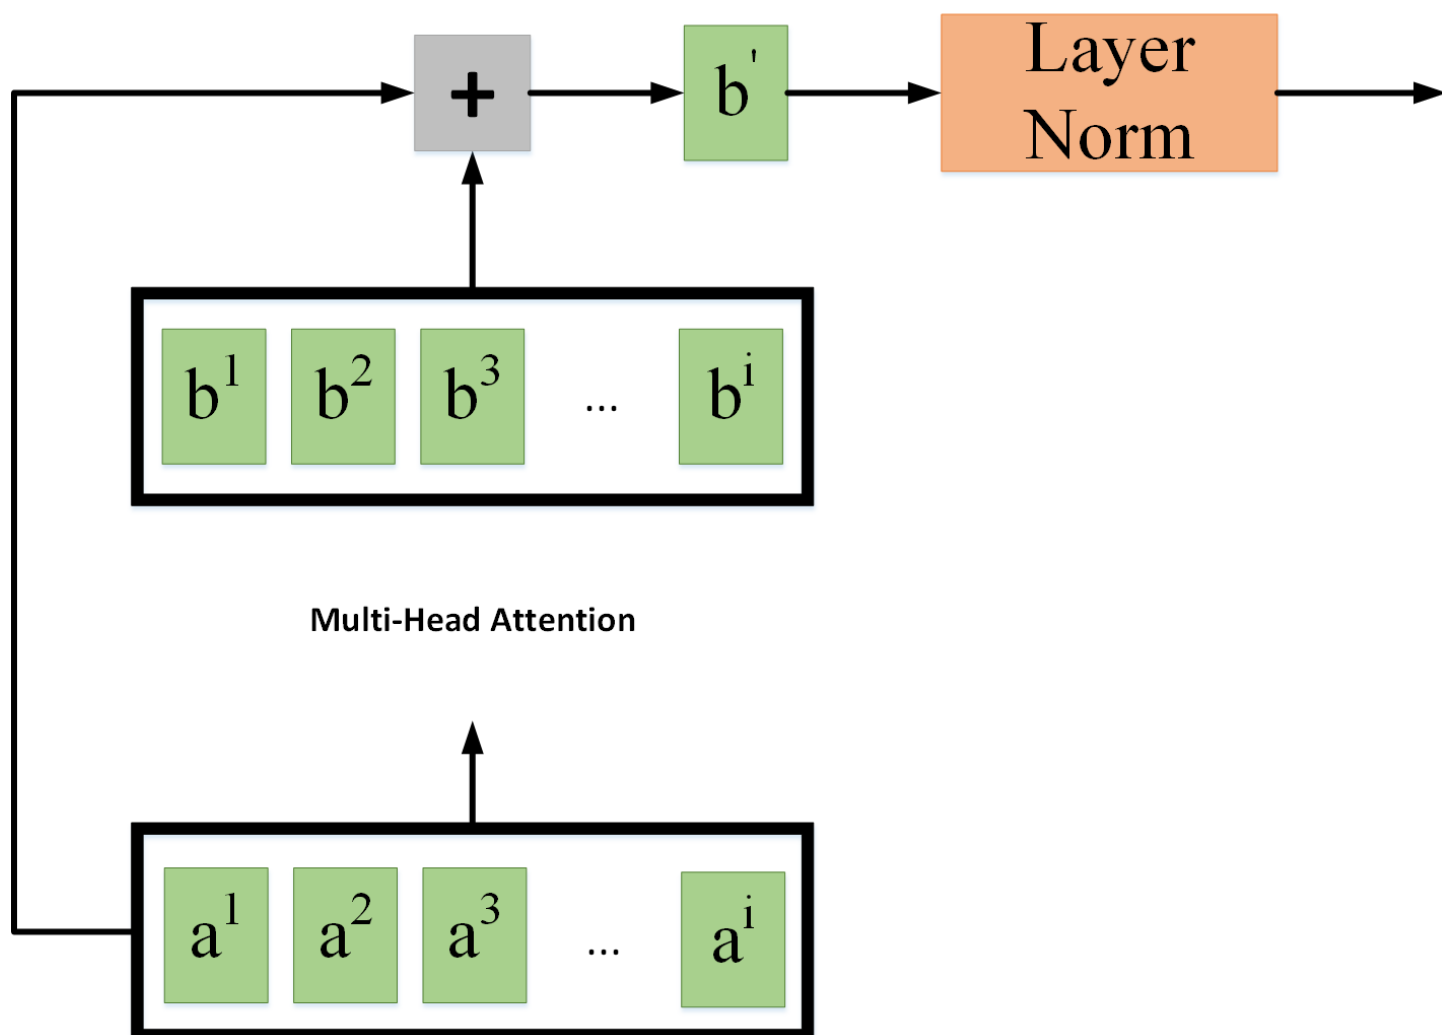 +
b'
Layer
Norm
b¹ b² b³ ... bⁱ
Multi-Head Attention
a¹ a² a³ ... aⁱ